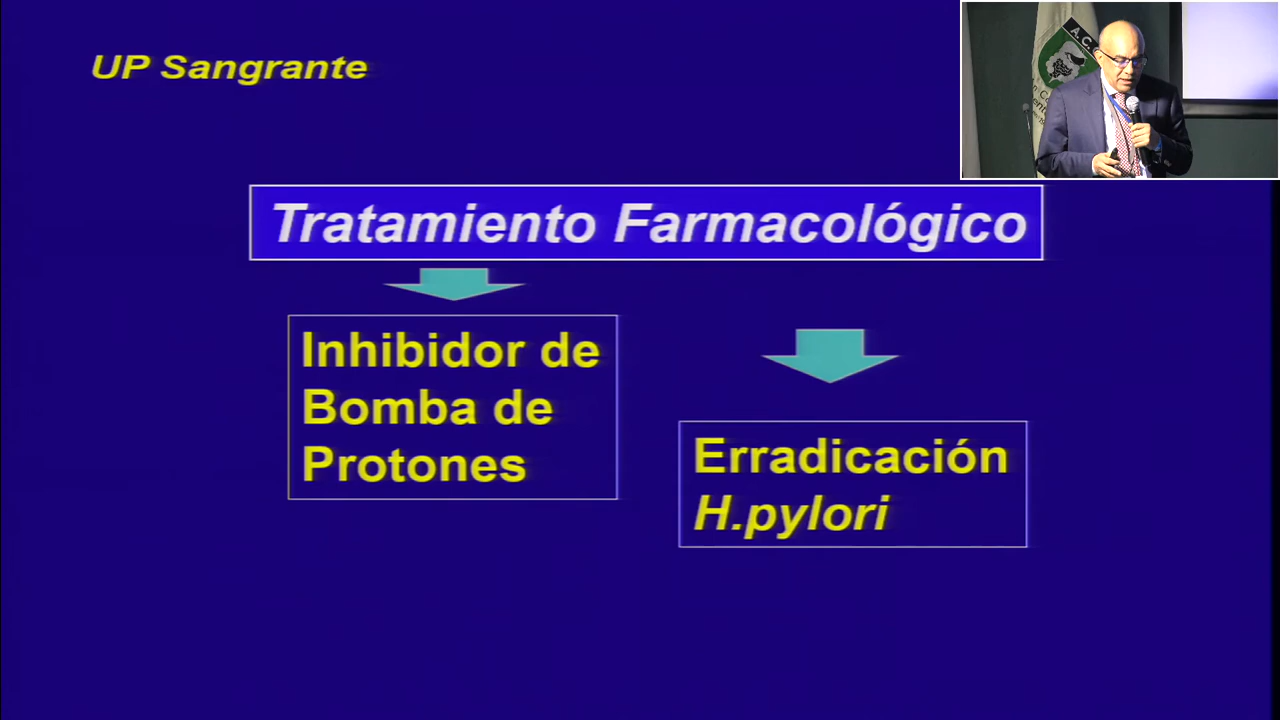 UP Sangrante
Tratamiento Farmacológico
Inhibidor de
Bomba de
Protones
Erradicación
H.pylori
A. C.